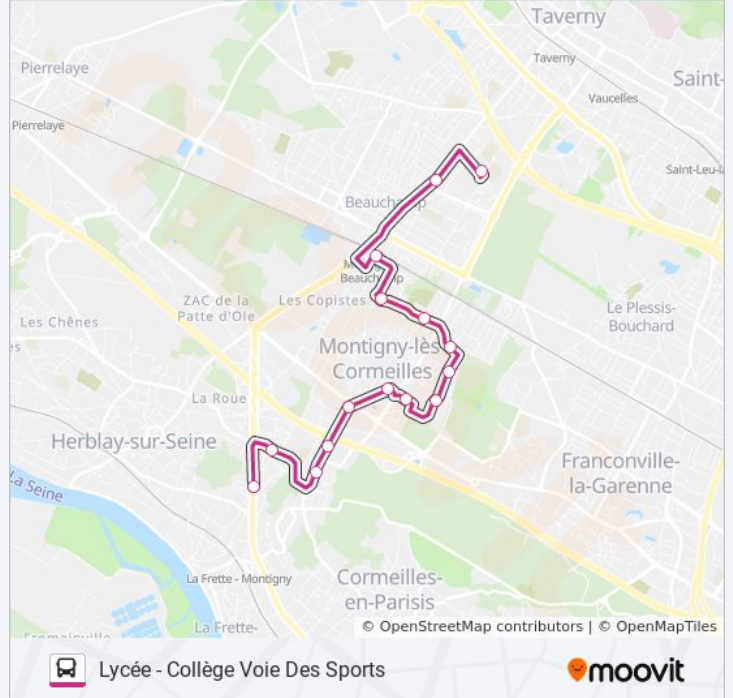 Taverny
Pierrelaye
Taverny
Saint-
Vaucelles
Pierrelaye
Saint-Leu-la
Beauchamp
Beauchamp
ZAC de la
Patte d'Oie
Les Copistes
Le Plessis-
Bouchard
Les Chênes
es
Montigny-lès
Cormeilles
La Roue
Herblay-sur-Seine
Franconville-
la-Garenne
La Seine
La Frette - Montigny
Cormeilles-
en-Parisis
La Frette-
© OpenStreetMap contributors | © OpenMapTiles
Lycée - Collège Voie Des Sports
moovit